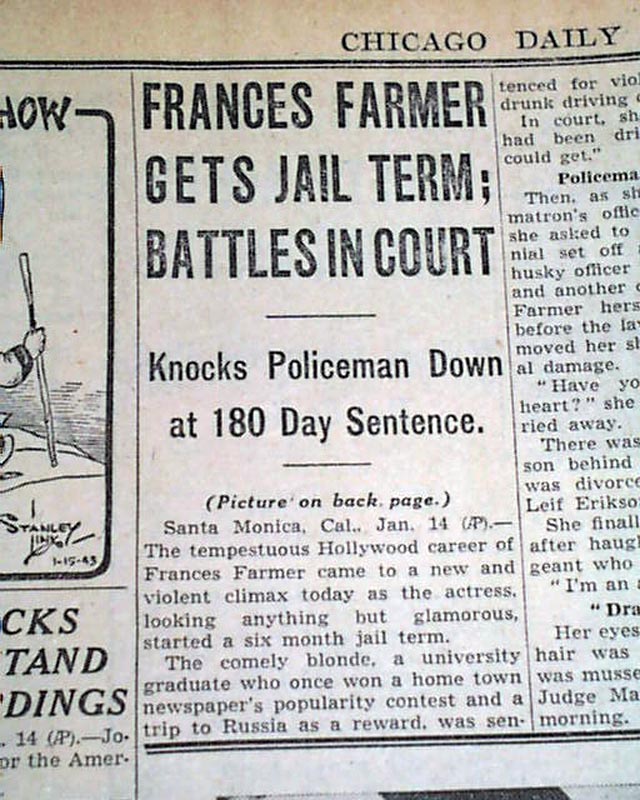 CHICAGO DAILY
HOW
STANLEY
LINK
1-15-43
CKS
TAND
DINGS
. 14 (AP).—Jo-
or the Amer-
FRANCES FARMER
GETS JAIL TERM;
BATTLES IN COURT
Knocks Policeman Down
at 180 Day Sentence.
(Picture on back page.)
Santa Monica, Cal., Jan. 14 (AP).—
The tempestuous Hollywood career of
Frances Farmer came to a new and
violent climax today as the actress,
looking anything but glamorous,
started a six month jail term.
The comely blonde, a university
graduate who once won a home town
newspaper's popularity contest and a
trip to Russia as a reward, was sen-
tenced for viol
drunk driving
In court, sh
had been dri
could get."
Policema
Then, as sh
matron's offic
she asked to
nial set off
husky officer
and another
Farmer hers
before the la
moved her sh
al damage.
"Have yo
heart?" she
ried away.
There was
son behind
was divorce
Leif Erikso
She finall
after haugh
geant who
"I'm an
"Dra
Her eyes
hair was
was musse
Judge Ma
morning.